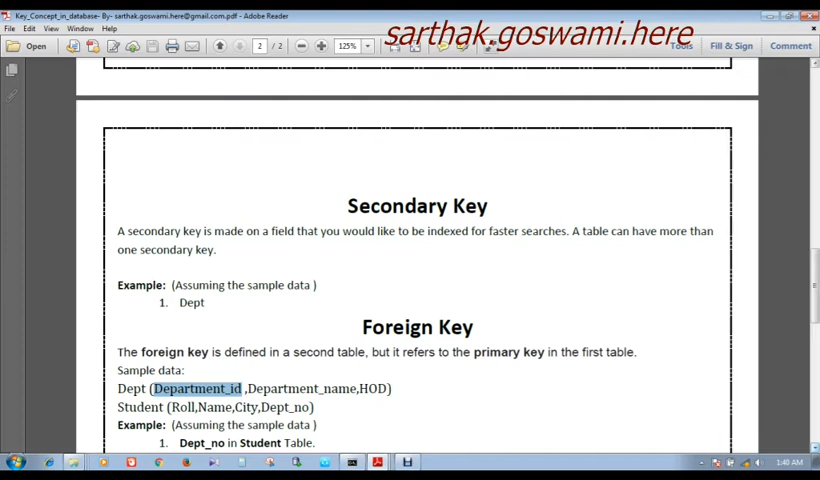 Key_Concept_in_database- By- sarthak.goswami.here@gmail.com.pdf - Adobe Reader
sarthak.goswami.here
File Edit View Window Help
Open 2 / 2 125% Tools Fill & Sign Comment
Secondary Key
A secondary key is made on a field that you would like to be indexed for faster searches. A table can have more than
one secondary key.
Example: (Assuming the sample data )
1. Dept
Foreign Key
The foreign key is defined in a second table, but it refers to the primary key in the first table.
Sample data:
Dept (Department_id ,Department_name,HOD)
Student (Roll,Name,City,Dept_no)
Example: (Assuming the sample data )
1. Dept_no in Student Table.
1:40 AM